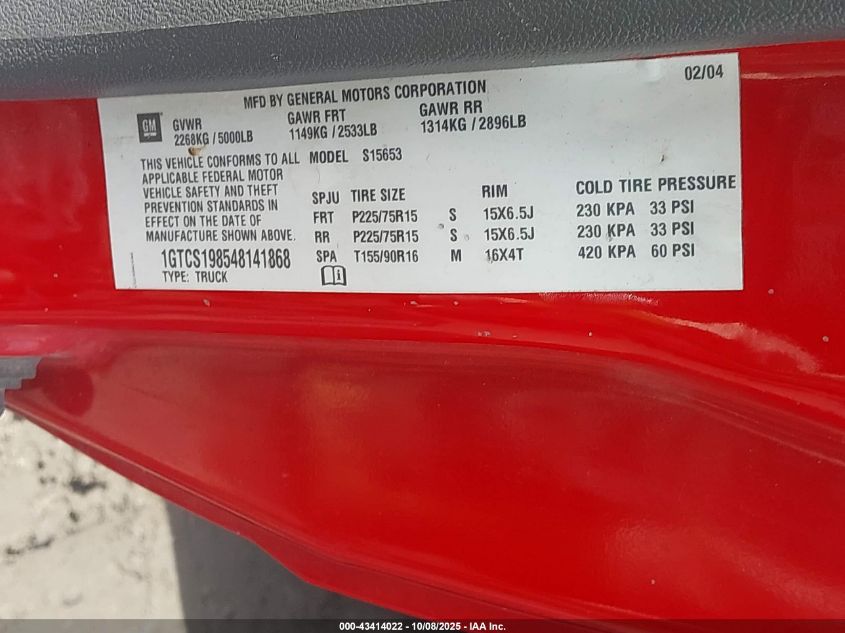 02/04
MFD BY GENERAL MOTORS CORPORATION
GM
GVWR GAWR FRT GAWR RR
2268KG / 5000LB 1149KG / 2533LB 1314KG / 2896LB
THIS VEHICLE CONFORMS TO ALL
APPLICABLE FEDERAL MOTOR
VEHICLE SAFETY AND THEFT
PREVENTION STANDARDS IN
EFFECT ON THE DATE OF
MANUFACTURE SHOWN ABOVE.
1GTCS198548141868
TYPE: TRUCK
MODEL S15653
SPJU TIRE SIZE RIM COLD TIRE PRESSURE
FRT P225/75R15 S 15X6.5J 230 KPA 33 PSI
RR P225/75R15 S 15X6.5J 230 KPA 33 PSI
SPA T155/90R16 M 16X4T 420 KPA 60 PSI
000-43414022 - 10/08/2025 - IAA Inc.